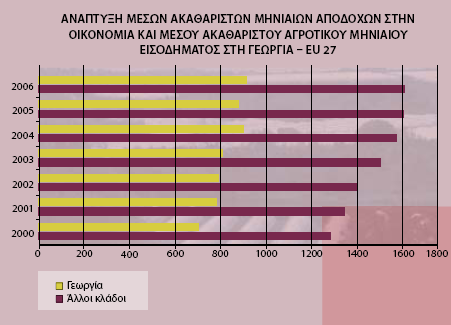 ΑΝΑΠΤΥΞΗ ΜΕΣΩΝ ΑΚΑΘΑΡΙΣΤΩΝ ΜΗΝΙΑΙΩΝ ΑΠΟΔΟΧΩΝ ΣΤΗΝ
ΟΙΚΟΝΟΜΙΑ ΚΑΙ ΜΕΣΟΥ ΑΚΑΘΑΡΙΣΤΟΥ ΑΓΡΟΤΙΚΟΥ ΜΗΝΙΑΙΟΥ
ΕΙΣΟΔΗΜΑΤΟΣ ΣΤΗ ΓΕΩΡΓΙΑ – EU 27
2006
2005
2004
2003
2002
2001
2000
0 200 400 600 800 1000 1200 1400 1600 1800
Γεωργία
Άλλοι κλάδοι